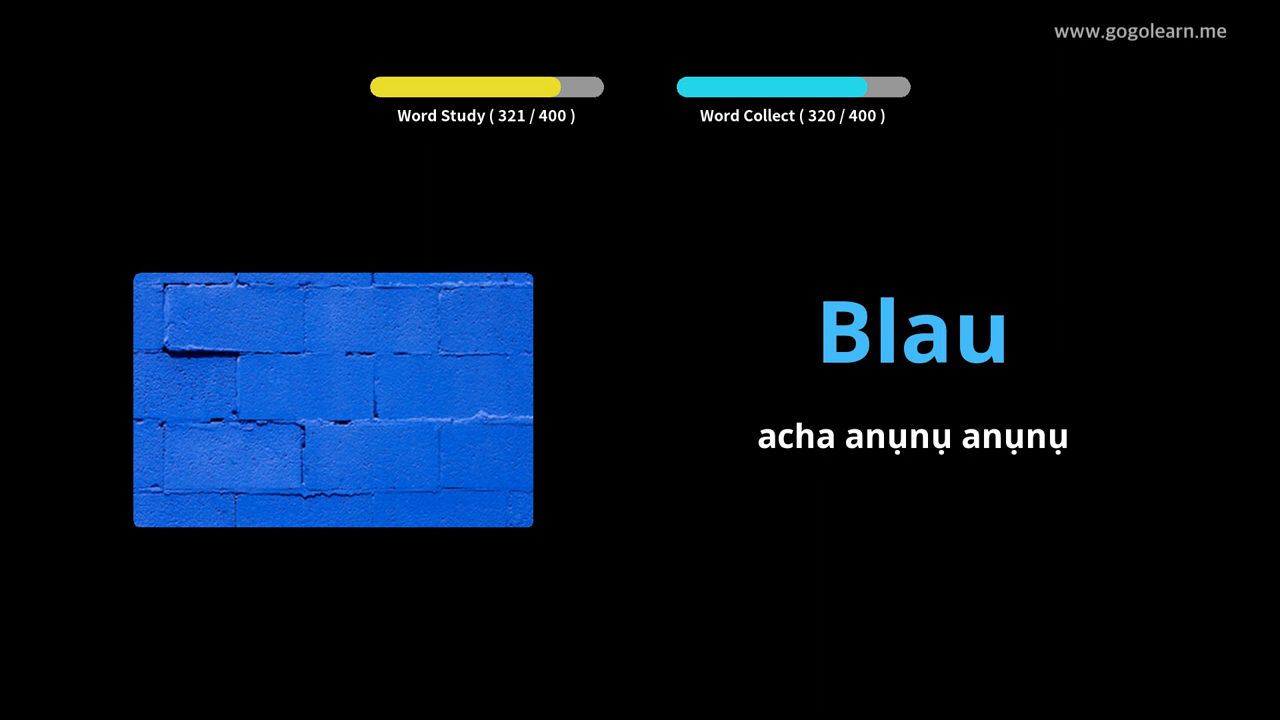 www.gogolearn.me
Word Study ( 321 / 400 )
Word Collect ( 320 / 400 )
Blau
acha anụnụ anụnụ